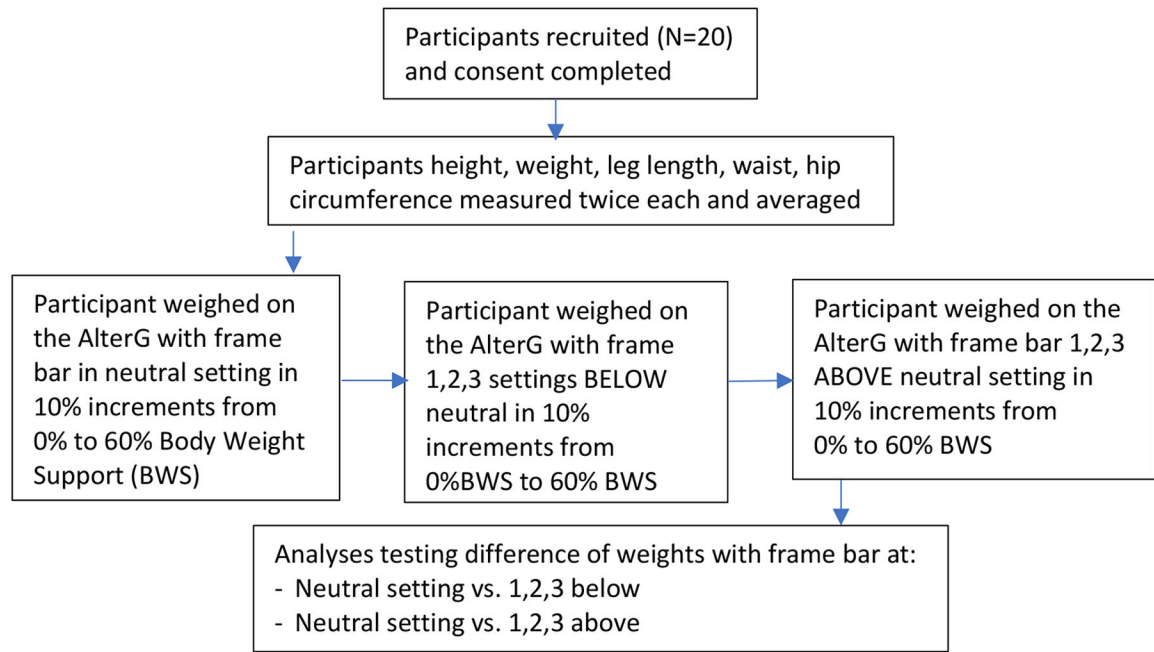 Participants recruited (N=20)
and consent completed
Participants height, weight, leg length, waist, hip
circumference measured twice each and averaged
Participant weighed on
the AlterG with frame
bar in neutral setting in
10% increments from
0% to 60% Body Weight
Support (BWS)
Participant weighed on
the AlterG with frame
1,2,3 settings BELOW
neutral in 10%
increments from
0%BWS to 60% BWS
Participant weighed on the
AlterG with frame bar 1,2,3
ABOVE neutral setting in
10% increments from
0% to 60% BWS
Analyses testing difference of weights with frame bar at:
- Neutral setting vs. 1,2,3 below
- Neutral setting vs. 1,2,3 above